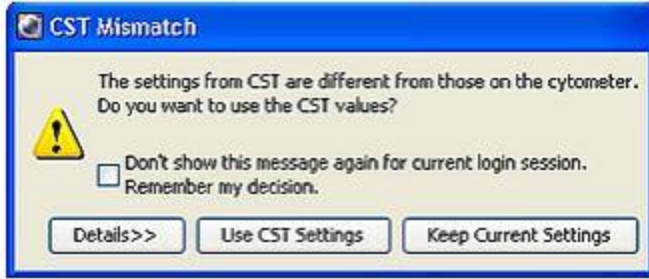 CST Mismatch
The settings from CST are different from those on the cytometer.
Do you want to use the CST values?
Don't show this message again for current login session.
Remember my decision.
Details>>
Use CST Settings
Keep Current Settings